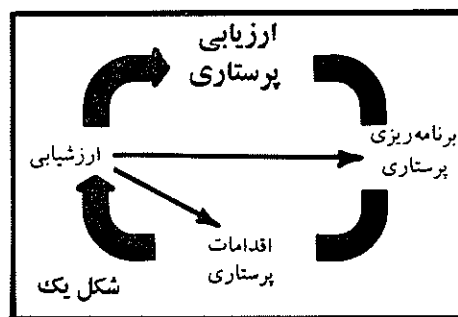 ارزیابی
پرستاری
برنامه‌ریزی
پرستاری
ارزشیابی
اقدامات
پرستاری
شکل یک